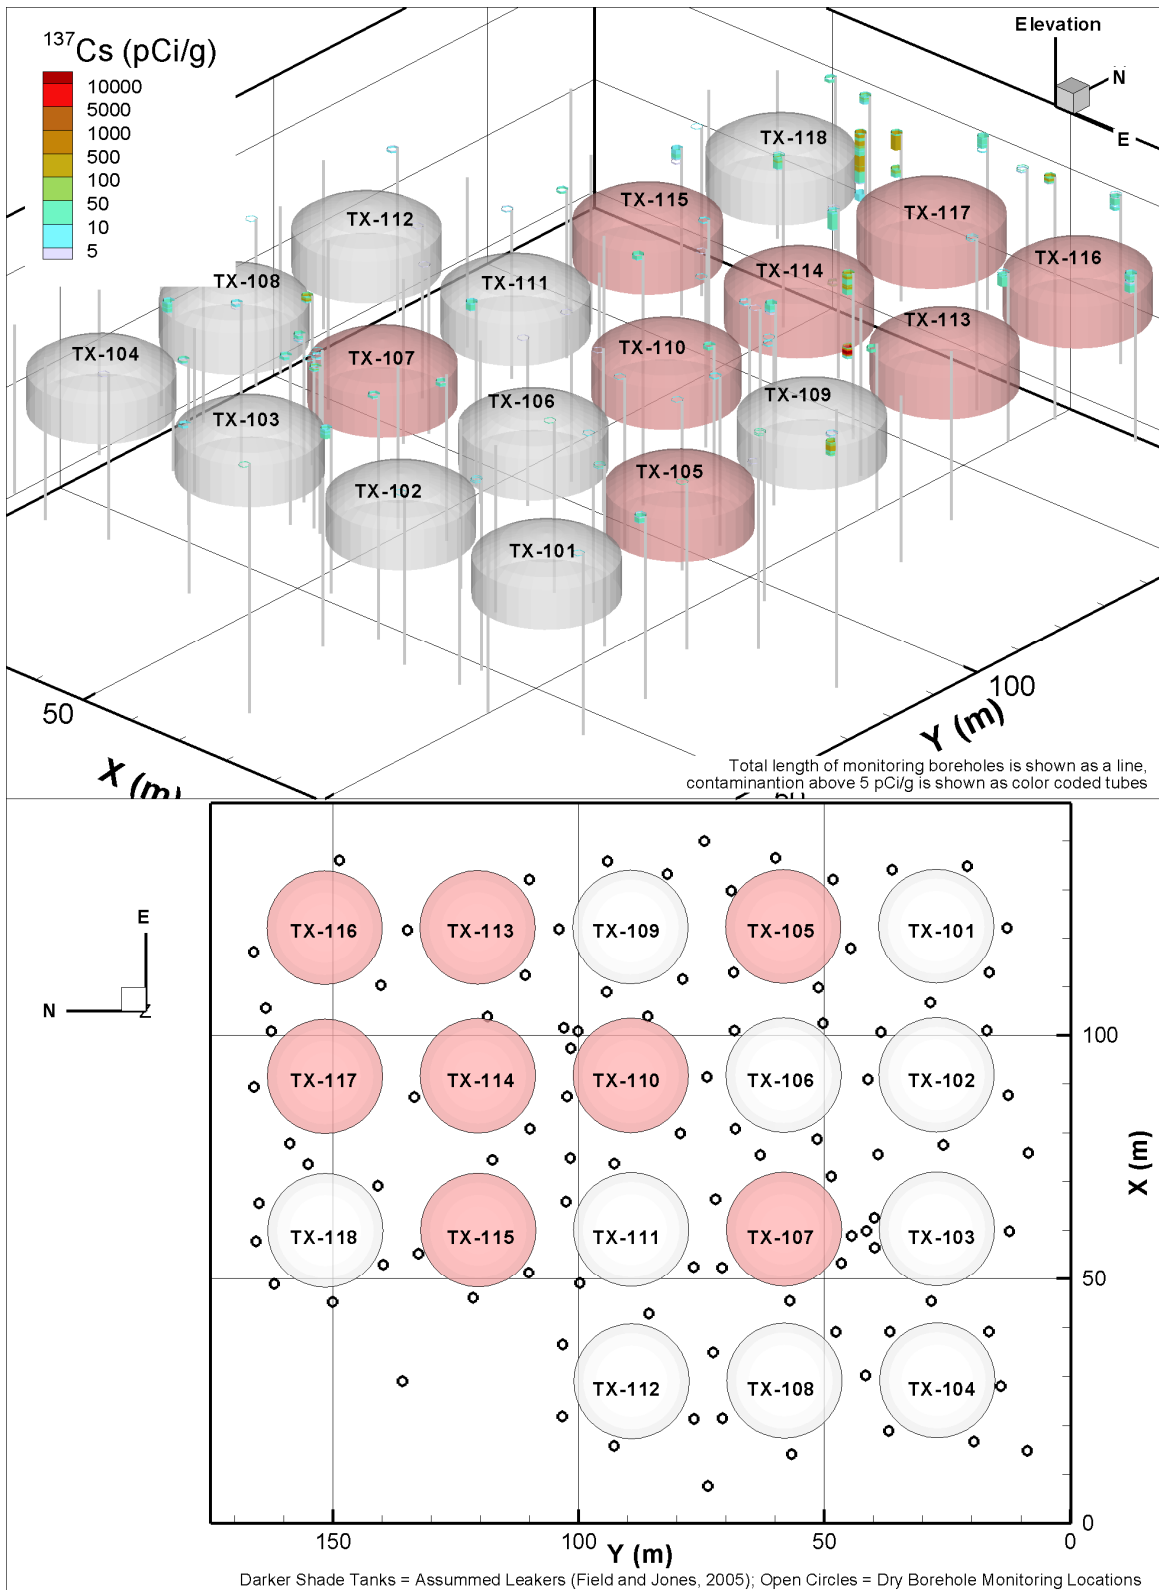 137Cs (pCi/g)
10000
5000
1000
500
100
50
10
5
Elevation
N
E
TX-118
TX-115
TX-117
TX-112
TX-116
TX-114
TX-108
TX-111
TX-113
TX-104
TX-107
TX-110
TX-103
TX-106
TX-109
TX-102
TX-105
TX-101
50
X (m)
100
Y (m)
Total length of monitoring boreholes is shown as a line,
contaminantion above 5 pCi/g is shown as color coded tubes
E
N
Z
TX-116
TX-113
TX-109
TX-105
TX-101
100
TX-117
TX-114
TX-110
TX-106
TX-102
X (m)
TX-118
TX-115
TX-111
TX-107
TX-103
50
TX-112
TX-108
TX-104
0
150
100
Y (m)
50
0
Darker Shade Tanks = Assummed Leakers (Field and Jones, 2005); Open Circles = Dry Borehole Monitoring Locations